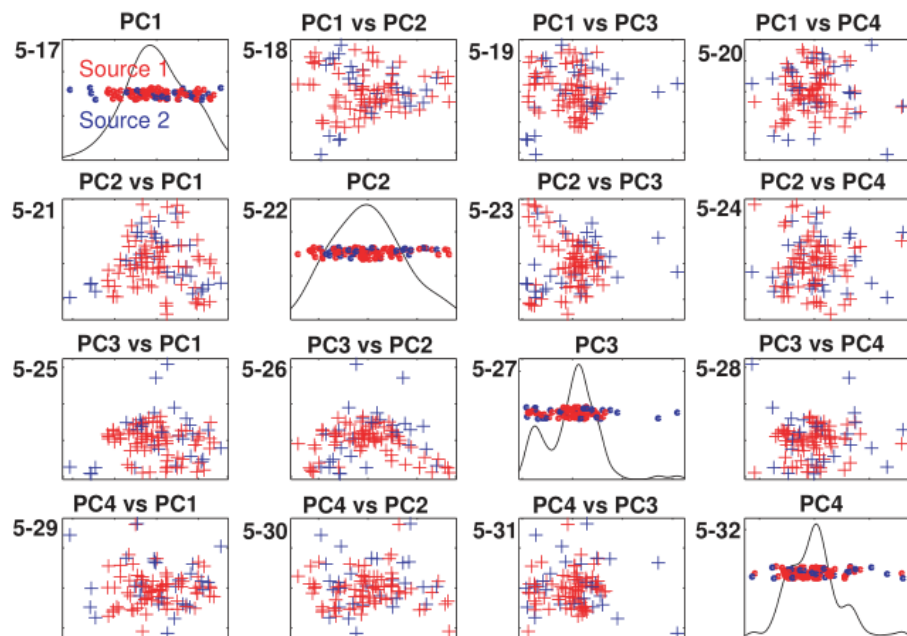 PC1 PC1 vs PC2 PC1 vs PC3 PC1 vs PC4
5-17 5-18 5-19 5-20
Source 1
Source 2
PC2 vs PC1 PC2 PC2 vs PC3 PC2 vs PC4
5-21 5-22 5-23 5-24
PC3 vs PC1 PC3 vs PC2 PC3 PC3 vs PC4
5-25 5-26 5-27 5-28
PC4 vs PC1 PC4 vs PC2 PC4 vs PC3 PC4
5-29 5-30 5-31 5-32